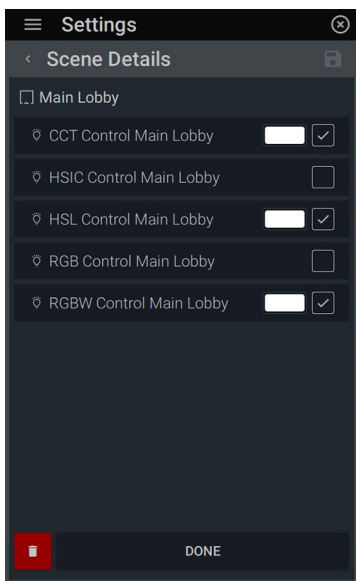 Settings
Scene Details
Main Lobby
CCT Control Main Lobby
HSIC Control Main Lobby
HSL Control Main Lobby
RGB Control Main Lobby
RGBW Control Main Lobby
DONE